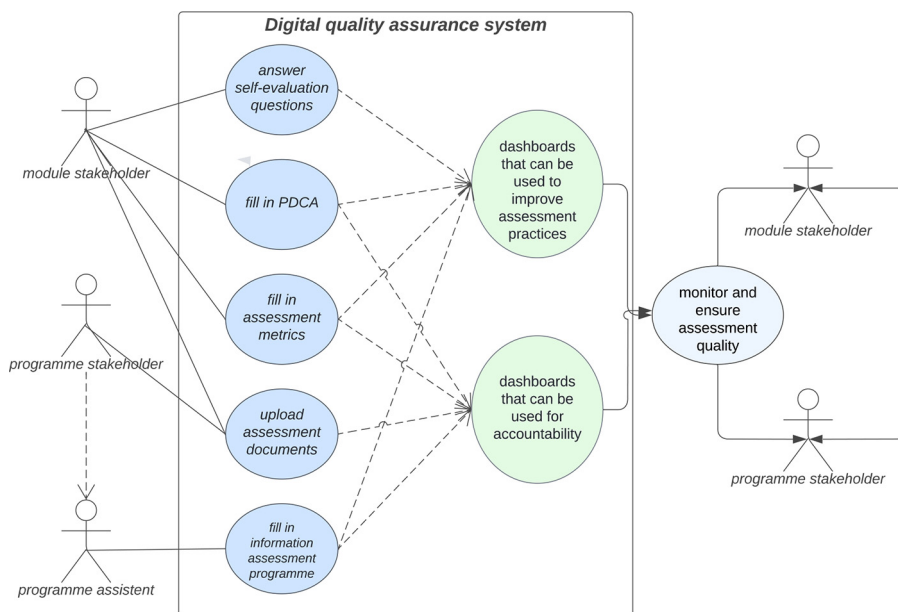 Digital quality assurance system
answer
self-evaluation
questions
module stakeholder
fill in PDCA
fill in
assessment
metrics
programme stakeholder
upload
assessment
documents
fill in
information
assessment
programme
programme assistent
dashboards
that can be
used to
improve
assessment
practices
dashboards
that can be
used for
accountability
monitor and
ensure
assessment
quality
module stakeholder
programme stakeholder